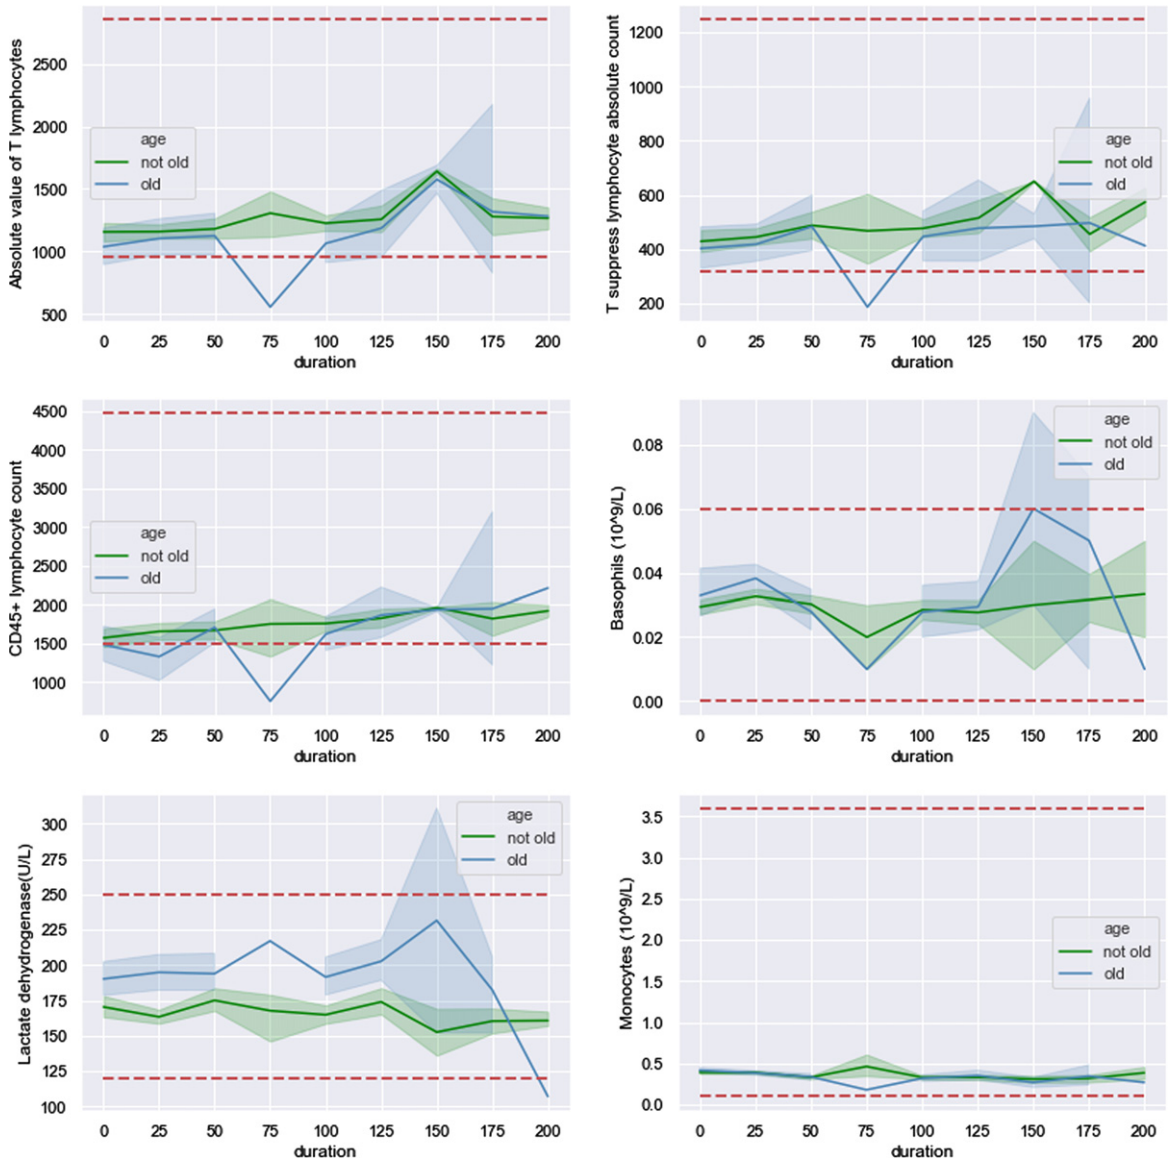 Absolute value of T lymphocytes
2500
2000
1500
1000
500
age
not old
old
0 25 50 75 100 125 150 175 200
duration
T suppress lymphocyte absolute count
1200
1000
800
600
400
200
age
not old
old
0 25 50 75 100 125 150 175 200
duration
CD45+ lymphocyte count
4500
4000
3500
3000
2500
2000
1500
1000
age
not old
old
0 25 50 75 100 125 150 175 200
duration
Basophils (10^9/L)
0.08
0.06
0.04
0.02
0.00
age
not old
old
0 25 50 75 100 125 150 175 200
duration
Lactate dehydrogenase(U/L)
300
275
250
225
200
175
150
125
100
age
not old
old
0 25 50 75 100 125 150 175 200
duration
Monocytes (10^9/L)
3.5
3.0
2.5
2.0
1.5
1.0
0.5
0.0
age
not old
old
0 25 50 75 100 125 150 175 200
duration